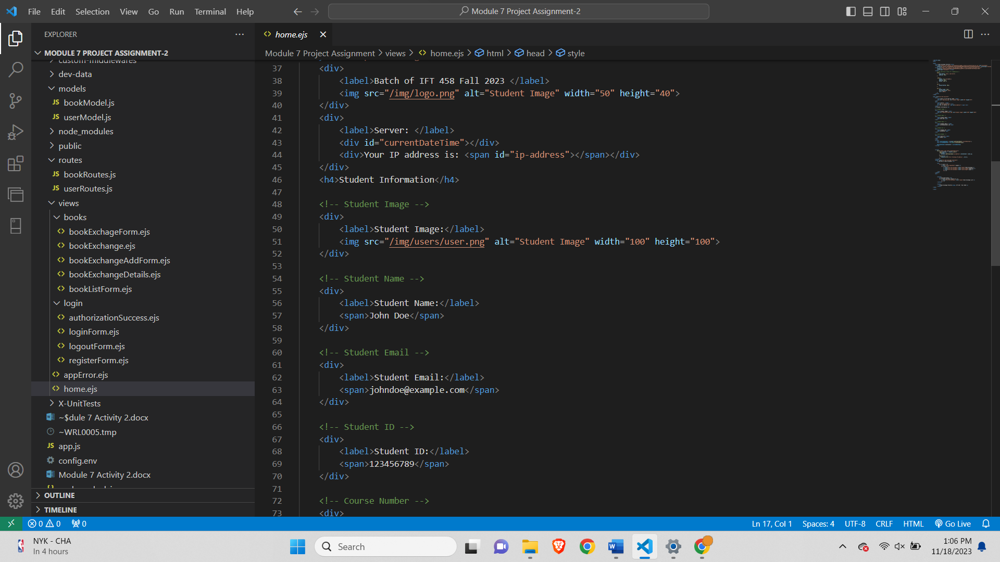 File Edit Selection View Go Run Terminal Help
Module 7 Project Assignment-2
EXPLORER
MODULE 7 PROJECT ASSIGNMENT-2
custom-middlewares
dev-data
models
JS bookModel.js
JS userModel.js
node_modules
public
routes
JS bookRoutes.js
JS userRoutes.js
views
books
<> bookExchageForm.ejs
<> bookExchange.ejs
<> bookExchangeAddForm.ejs
<> bookExchangeDetails.ejs
<> bookListForm.ejs
login
<> authorizationSuccess.ejs
<> loginForm.ejs
<> logoutForm.ejs
<> registerForm.ejs
<> appError.ejs
<> home.ejs
X-UnitTests
~$dule 7 Activity 2.docx
~WRL0005.tmp
JS app.js
config.env
Module 7 Activity 2.docx
OUTLINE
TIMELINE
<> home.ejs
Module 7 Project Assignment > views > <> home.ejs > html > head > style
37 <div>
38 <label>Batch of IFT 458 Fall 2023 </label>
39 <img src="/img/logo.png" alt="Student Image" width="50" height="40">
40 </div>
41 <div>
42 <label>Server: </label>
43 <div id="currentDateTime"></div>
44 <div>Your IP address is: <span id="ip-address"></span></div>
45 </div>
46 <h4>Student Information</h4>
47
48 <!-- Student Image -->
49 <div>
50 <label>Student Image:</label>
51 <img src="/img/users/user.png" alt="Student Image" width="100" height="100">
52 </div>
53
54 <!-- Student Name -->
55 <div>
56 <label>Student Name:</label>
57 <span>John Doe</span>
58 </div>
59
60 <!-- Student Email -->
61 <div>
62 <label>Student Email:</label>
63 <span>johndoe@example.com</span>
64 </div>
65
66 <!-- Student ID -->
67 <div>
68 <label>Student ID:</label>
69 <span>123456789</span>
70 </div>
71
72 <!-- Course Number -->
73 <div>
0 0 0
Ln 17, Col 1 Spaces: 4 UTF-8 CRLF HTML Go Live
NYK - CHA
In 4 hours
Search
1:06 PM
11/18/2023